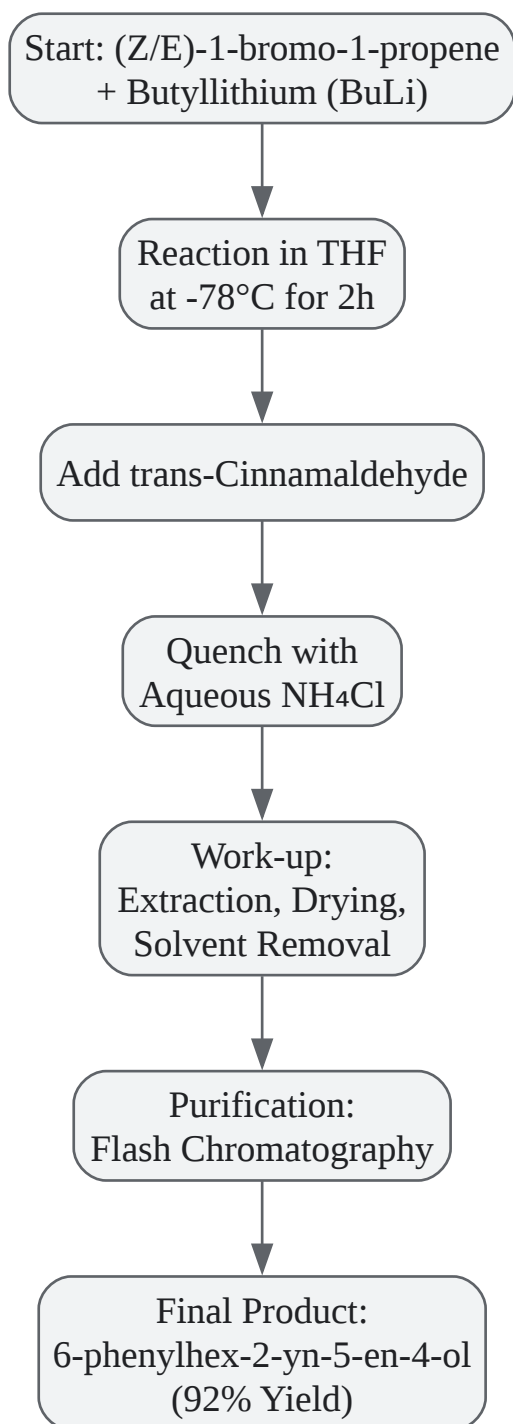 Start: (Z/E)-1-bromo-1-propene
+ Butyllithium (BuLi)
Reaction in THF
at -78°C for 2h
Add trans-Cinnamaldehyde
Quench with
Aqueous NH₄Cl
Work-up:
Extraction, Drying,
Solvent Removal
Purification:
Flash Chromatography
Final Product:
6-phenylhex-2-yn-5-en-4-ol
(92% Yield)